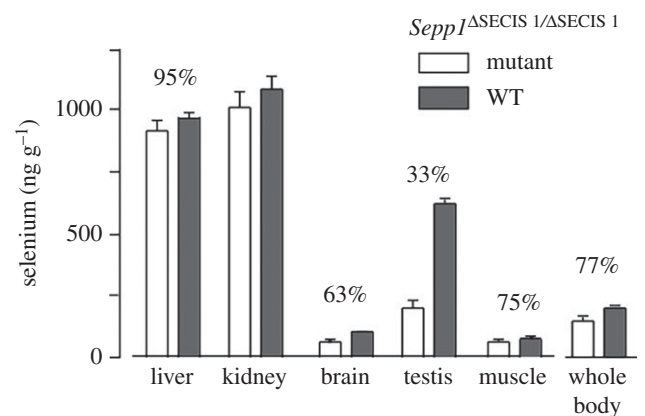 Sepp1ΔSECIS 1/ΔSECIS 1
mutant
WT
selenium (ng g−1)
1000
500
0
95%
63%
33%
75%
77%
liver kidney brain testis muscle whole
body